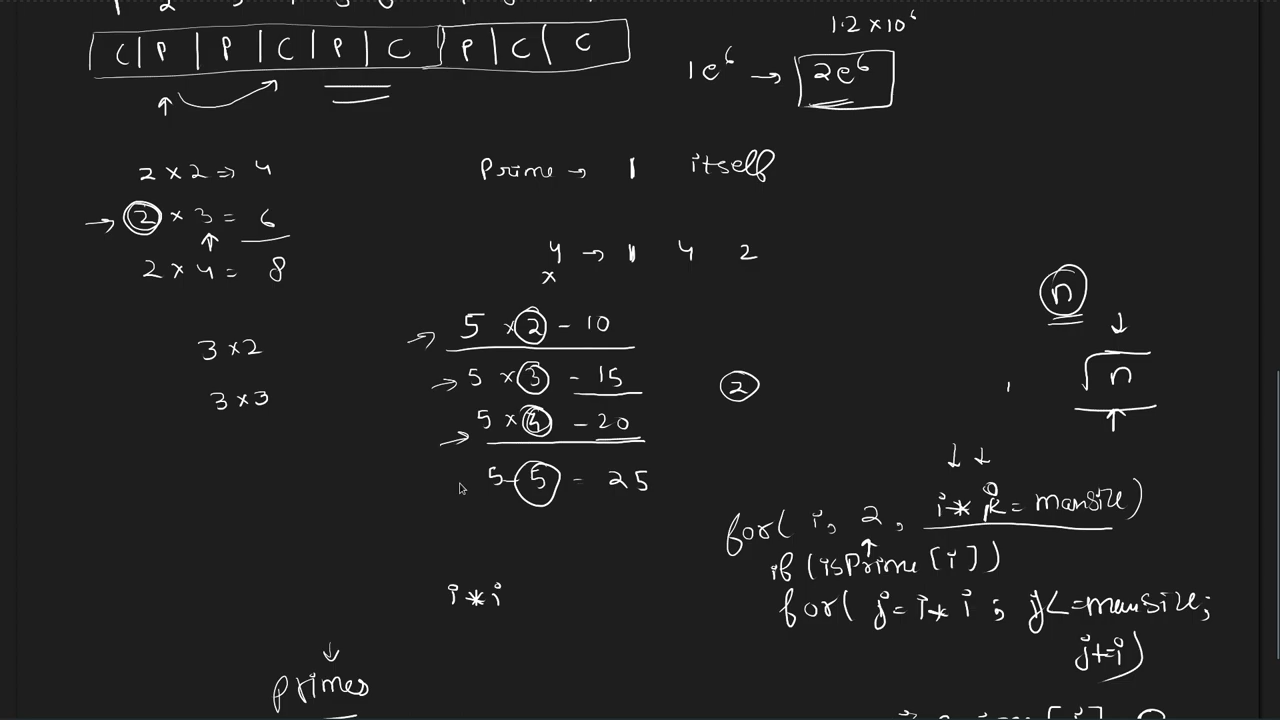 C | P | P | C | P | C | P | C | C
1.2 × 10⁶
1e⁶ → 2e⁶
2 × 2 => 4
2 × 3 = 6
2 × 4 = 8
3 × 2
3 × 3
Prime → 1 itself
4 → 1 4 2
x
5 × 2 - 10
5 × 3 - 15
5 × 4 - 20
5 - 5 = 25
2
n
√n
for( i, 2, i* i<= maxsize)
if (isPrime [i])
for( j= i* i ; j<=maxsize;
j+=i)
i*i
primes